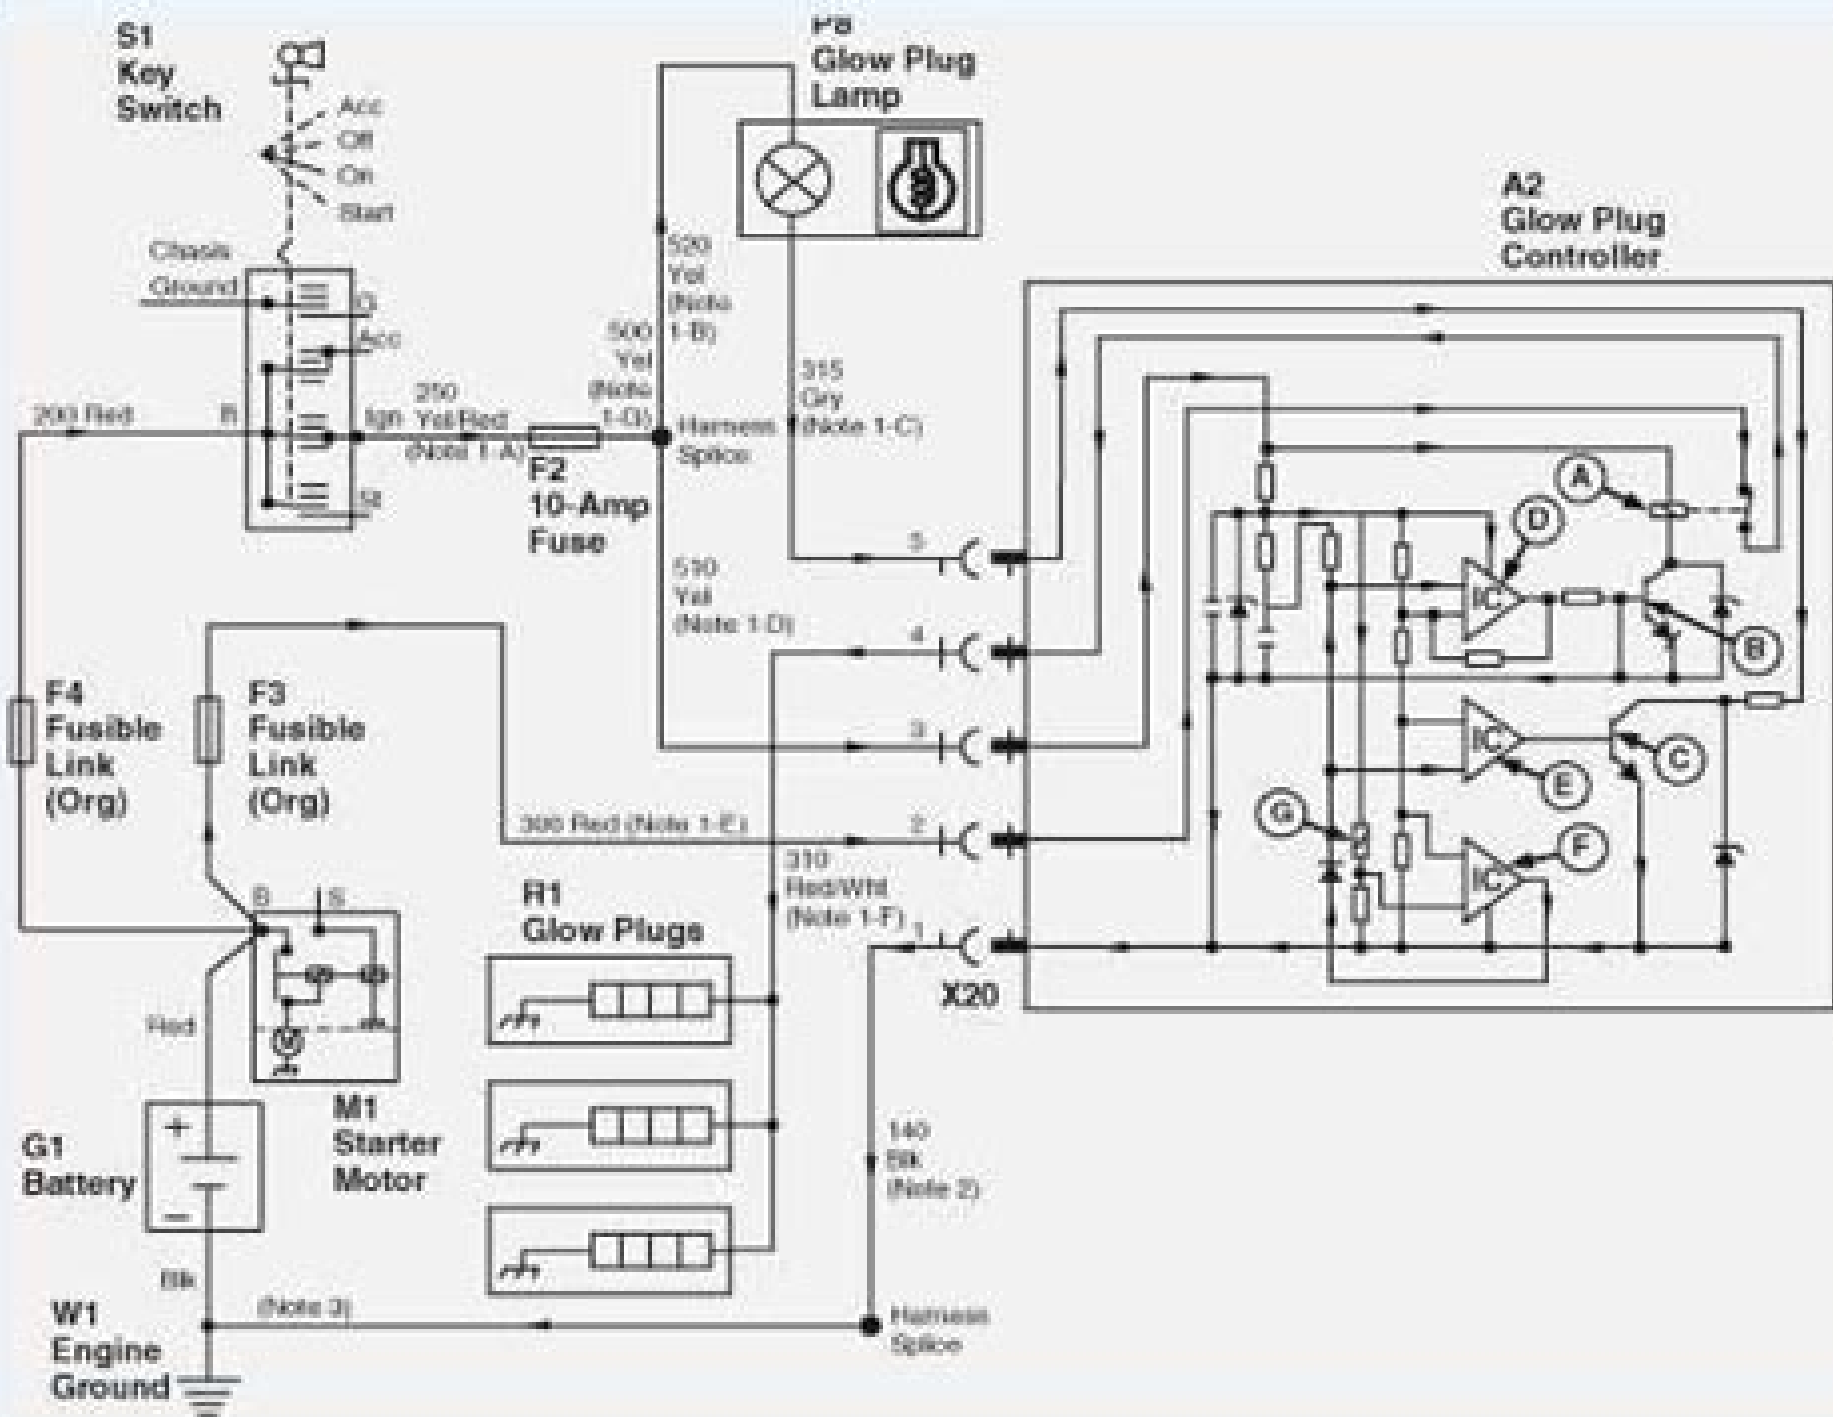 S1
Key
Switch
Acc
Off
On
Start
Chasis
Ground
G
Acc
200 Red
B
Ign
250
Yel/Red
(Note 1-A)
St
F2
10-Amp
Fuse
P8
Glow Plug
Lamp
520
Yel
(Note
1-B)
500
Yel
(Note
1-G)
Harness
Splice
315
Gry
(Note 1-C)
510
Yel
(Note 1-D)
A2
Glow Plug
Controller
A
D
IC
B
IC
C
E
G
F
IC
5
4
3
2
1
X20
F4
Fusible
Link
(Org)
F3
Fusible
Link
(Org)
300 Red (Note 1-E)
310
Red/Wht
(Note 1-F)
R1
Glow Plugs
B
S
M
Red
M1
Starter
Motor
G1
Battery
+
−
Blk
W1
Engine
Ground
(Note 3)
140
Blk
(Note 2)
Harness
Splice